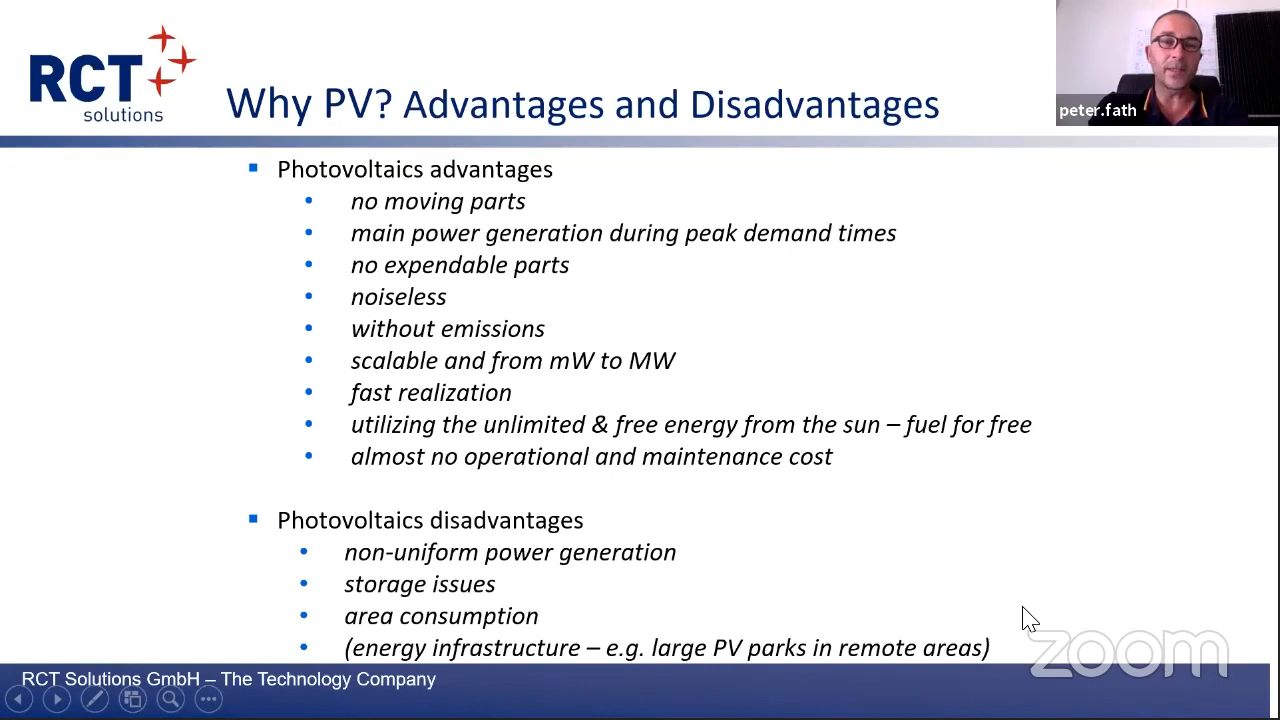 RCT
solutions
Why PV? Advantages and Disadvantages
peter.fath
Photovoltaics advantages
no moving parts
main power generation during peak demand times
no expendable parts
noiseless
without emissions
scalable and from mW to MW
fast realization
utilizing the unlimited & free energy from the sun – fuel for free
almost no operational and maintenance cost
Photovoltaics disadvantages
non-uniform power generation
storage issues
area consumption
(energy infrastructure – e.g. large PV parks in remote areas)
zoom
RCT Solutions GmbH – The Technology Company